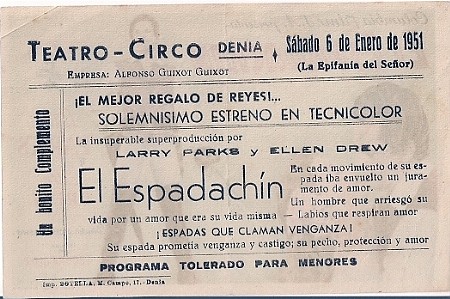 TEATRO-CIRCO DENIA
Sábado 6 de Enero de 1951
EMPRESA: ALFONSO GUIXOT GUIXOT
(La Epifanía del Señor)
Un bonito Complemento
¡EL MEJOR REGALO DE REYES!...
SOLEMNISIMO ESTRENO EN TECNICOLOR
La insuperable superproducción por
LARRY PARKS y ELLEN DREW
El Espadachín
En cada movimiento de su es-
pada iba envuelto un jura-
mento de amor.
Un hombre que arriesgó su
vida por un amor que era su vida misma - Labios que respiran amor
¡ESPADAS QUE CLAMAN VENGANZA!
Su espada prometía venganza y castigo; su pecho, protección y amor
PROGRAMA TOLERADO PARA MENORES
Imp. BOTELLA, M. Campo, 17.-Denia